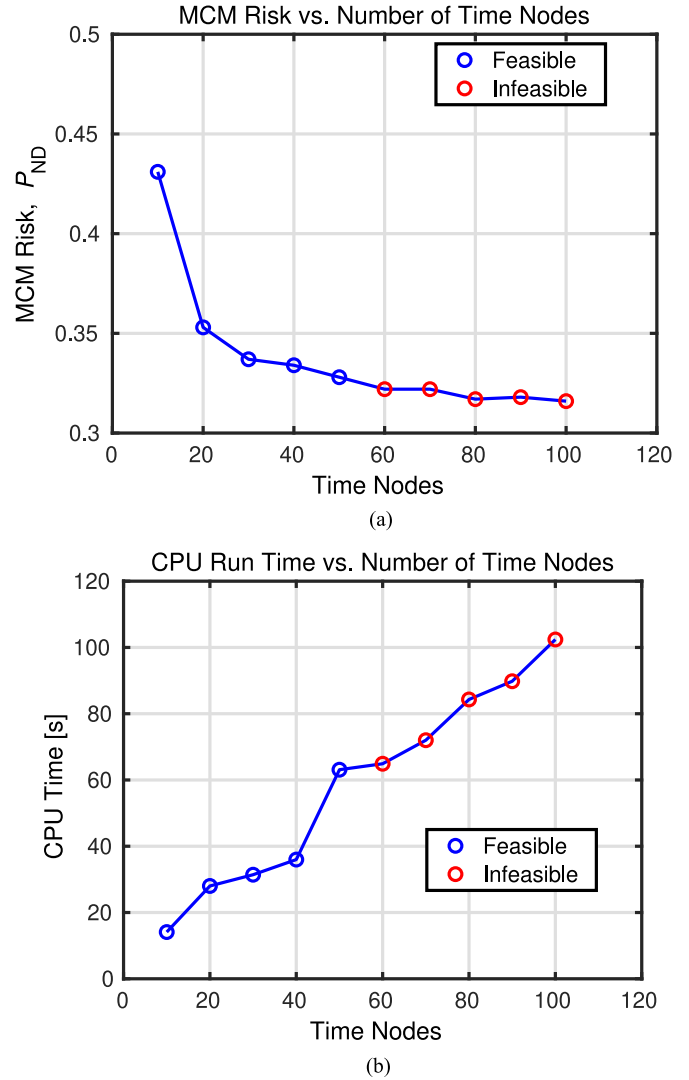 MCM Risk vs. Number of Time Nodes
0.5
0.45
0.4
0.35
0.3
MCM Risk, P_ND
Feasible
Infeasible
0 20 40 60 80 100 120
Time Nodes
(a)
CPU Run Time vs. Number of Time Nodes
120
100
80
60
40
20
0
CPU Time [s]
Feasible
Infeasible
0 20 40 60 80 100 120
Time Nodes
(b)